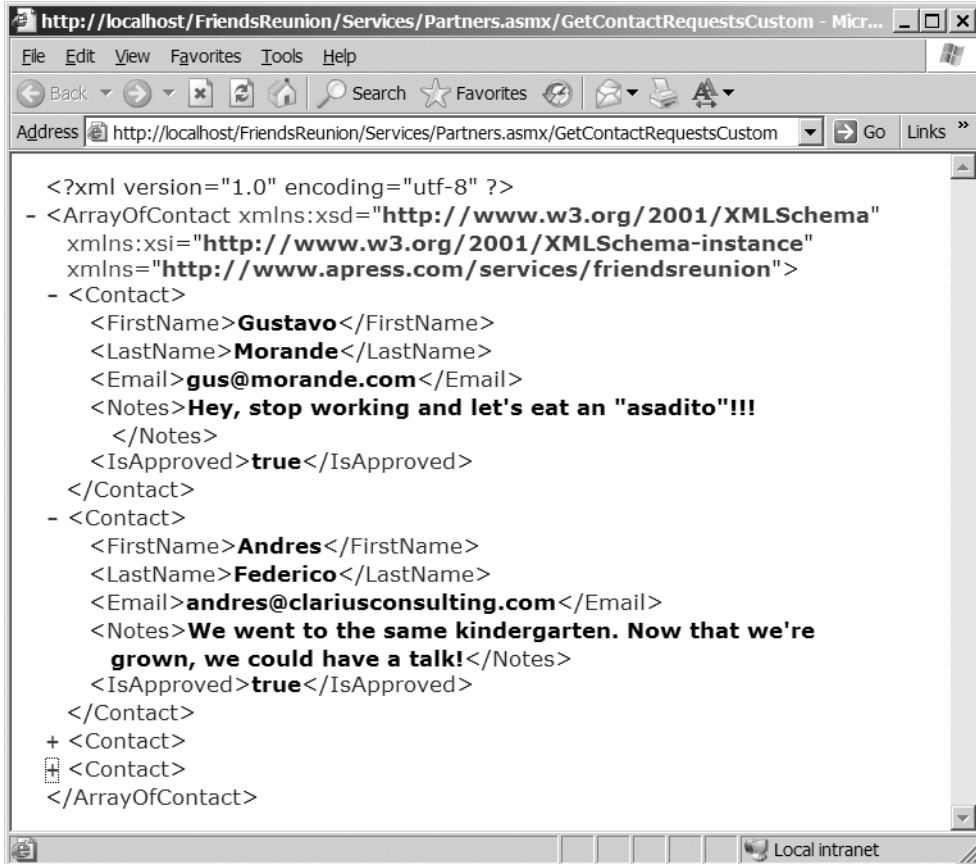 http://localhost/FriendsReunion/Services/Partners.asmx/GetContactRequestsCustom - Micr...
File Edit View Favorites Tools Help
Back Search Favorites
Address http://localhost/FriendsReunion/Services/Partners.asmx/GetContactRequestsCustom Go Links »
<?xml version="1.0" encoding="utf-8" ?>
- <ArrayOfContact xmlns:xsd="http://www.w3.org/2001/XMLSchema"
xmlns:xsi="http://www.w3.org/2001/XMLSchema-instance"
xmlns="http://www.apress.com/services/friendsreunion">
- <Contact>
<FirstName>Gustavo</FirstName>
<LastName>Morande</LastName>
<Email>gus@morande.com</Email>
<Notes>Hey, stop working and let's eat an "asadito"!!!
</Notes>
<IsApproved>true</IsApproved>
</Contact>
- <Contact>
<FirstName>Andres</FirstName>
<LastName>Federico</LastName>
<Email>andres@clariusconsulting.com</Email>
<Notes>We went to the same kindergarten. Now that we're
grown, we could have a talk!</Notes>
<IsApproved>true</IsApproved>
</Contact>
+ <Contact>
+ <Contact>
</ArrayOfContact>
Local intranet